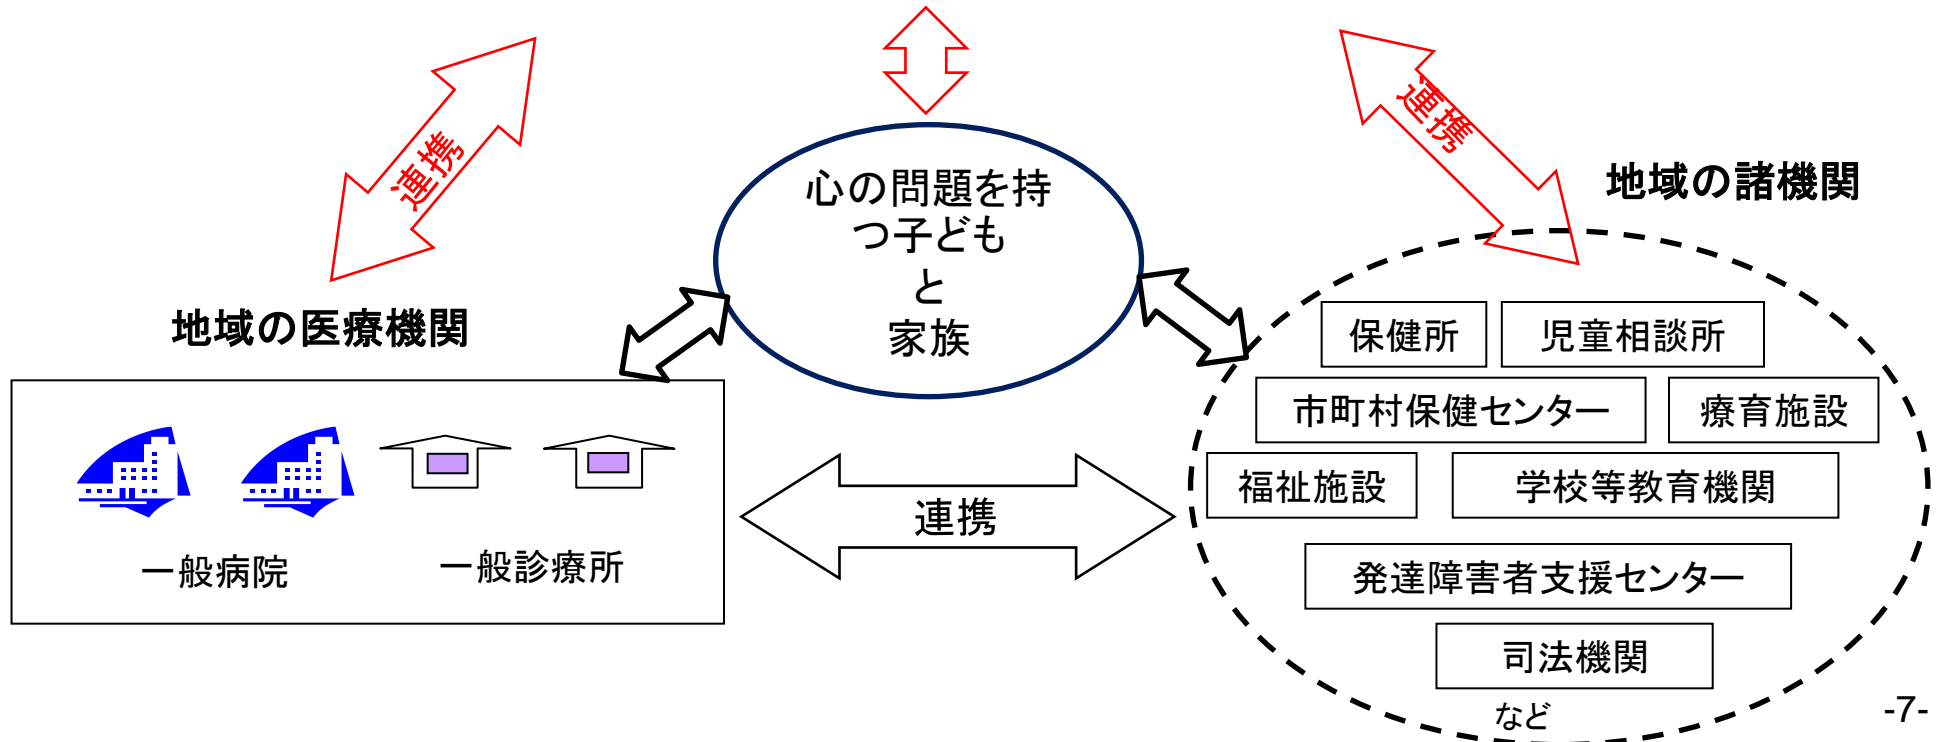 連携
連携
心の問題を持
つ子ども
と
家族
地域の諸機関
地域の医療機関
保健所
児童相談所
市町村保健センター
療育施設
福祉施設
学校等教育機関
連携
一般病院
一般診療所
発達障害者支援センター
司法機関
など
-7-